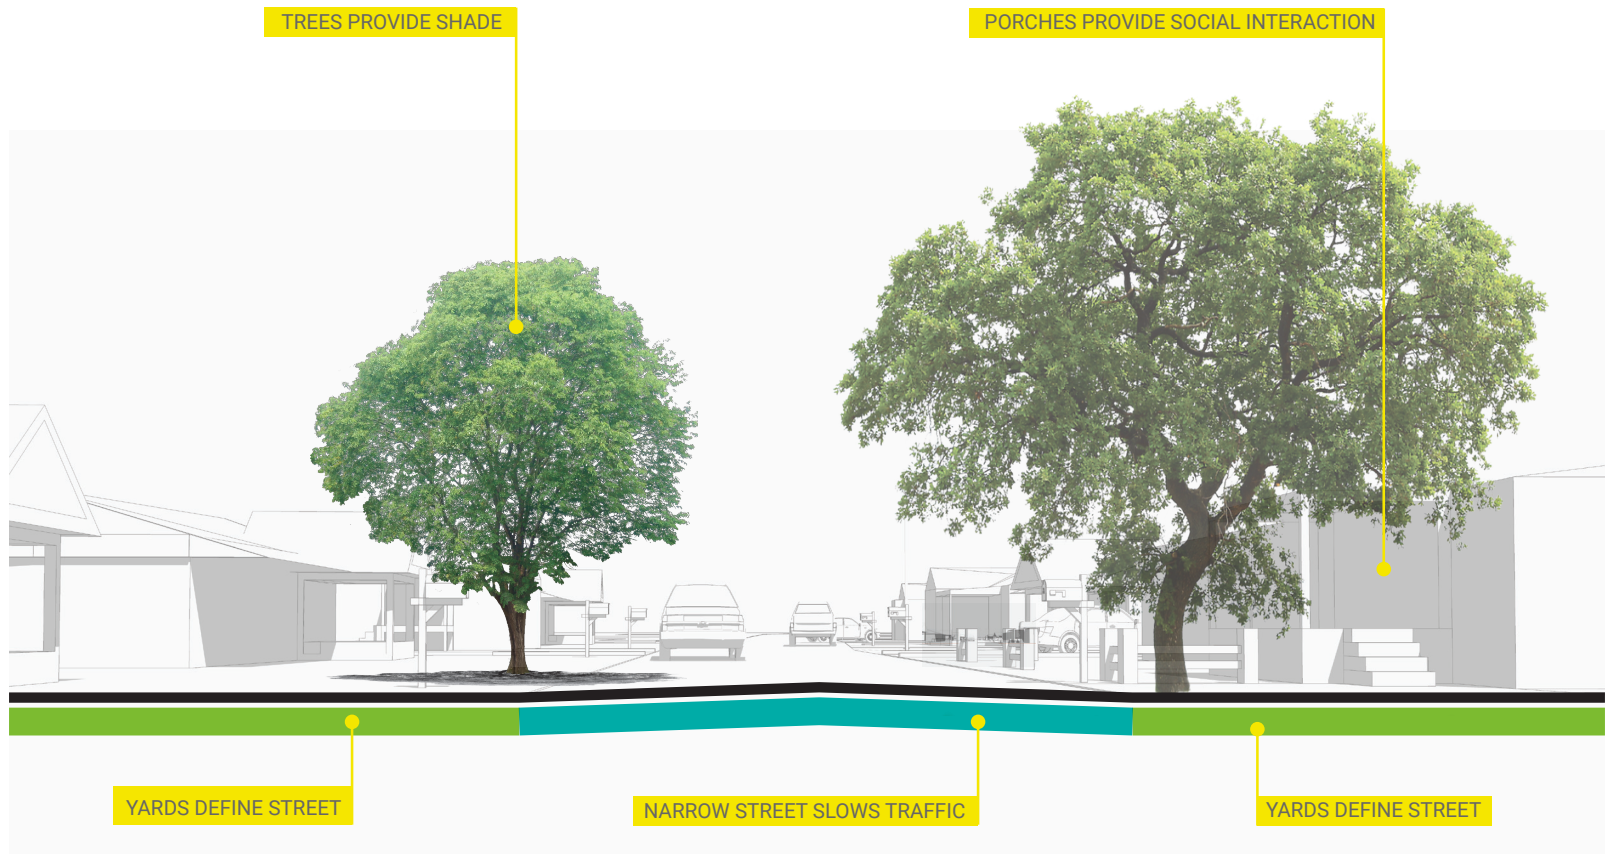 TREES PROVIDE SHADE
PORCHES PROVIDE SOCIAL INTERACTION
YARDS DEFINE STREET
NARROW STREET SLOWS TRAFFIC
YARDS DEFINE STREET